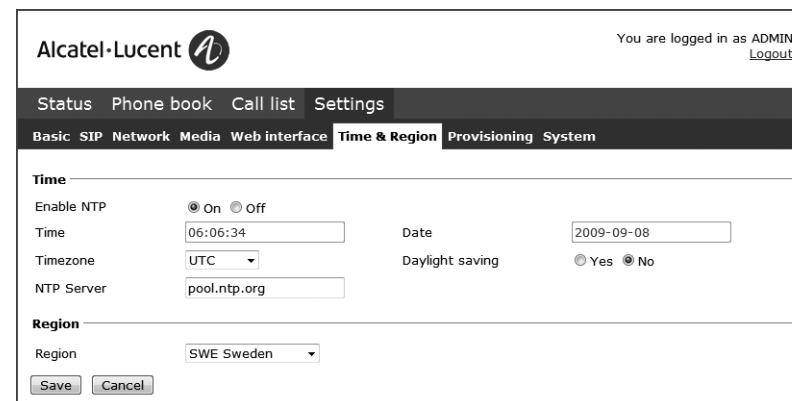 You are logged in as ADMIN
Alcatel·Lucent
Logout
Status Phone book Call list Settings
Basic SIP Network Media Web interface Time & Region Provisioning System
Time
Enable NTP On Off
Time 06:06:34 Date 2009-09-08
Timezone UTC Daylight saving Yes No
NTP Server pool.ntp.org
Region
Region SWE Sweden
Save Cancel